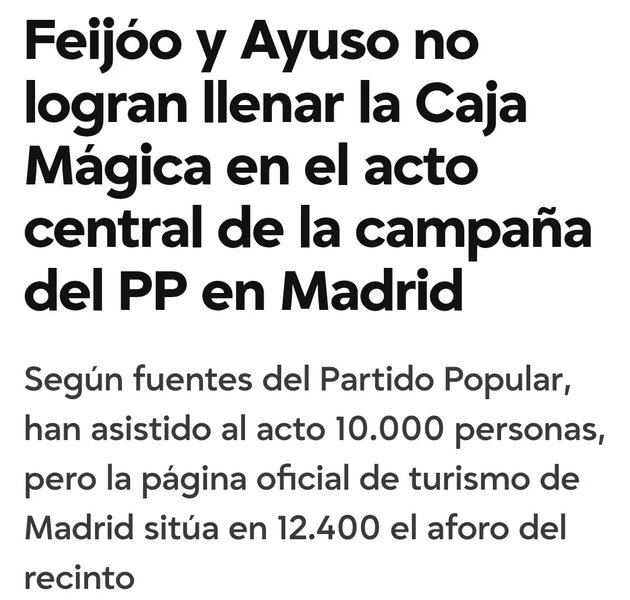 Feijóo y Ayuso no
logran llenar la Caja
Mágica en el acto
central de la campaña
del PP en Madrid
Según fuentes del Partido Popular,
han asistido al acto 10.000 personas,
pero la página oficial de turismo de
Madrid sitúa en 12.400 el aforo del
recinto